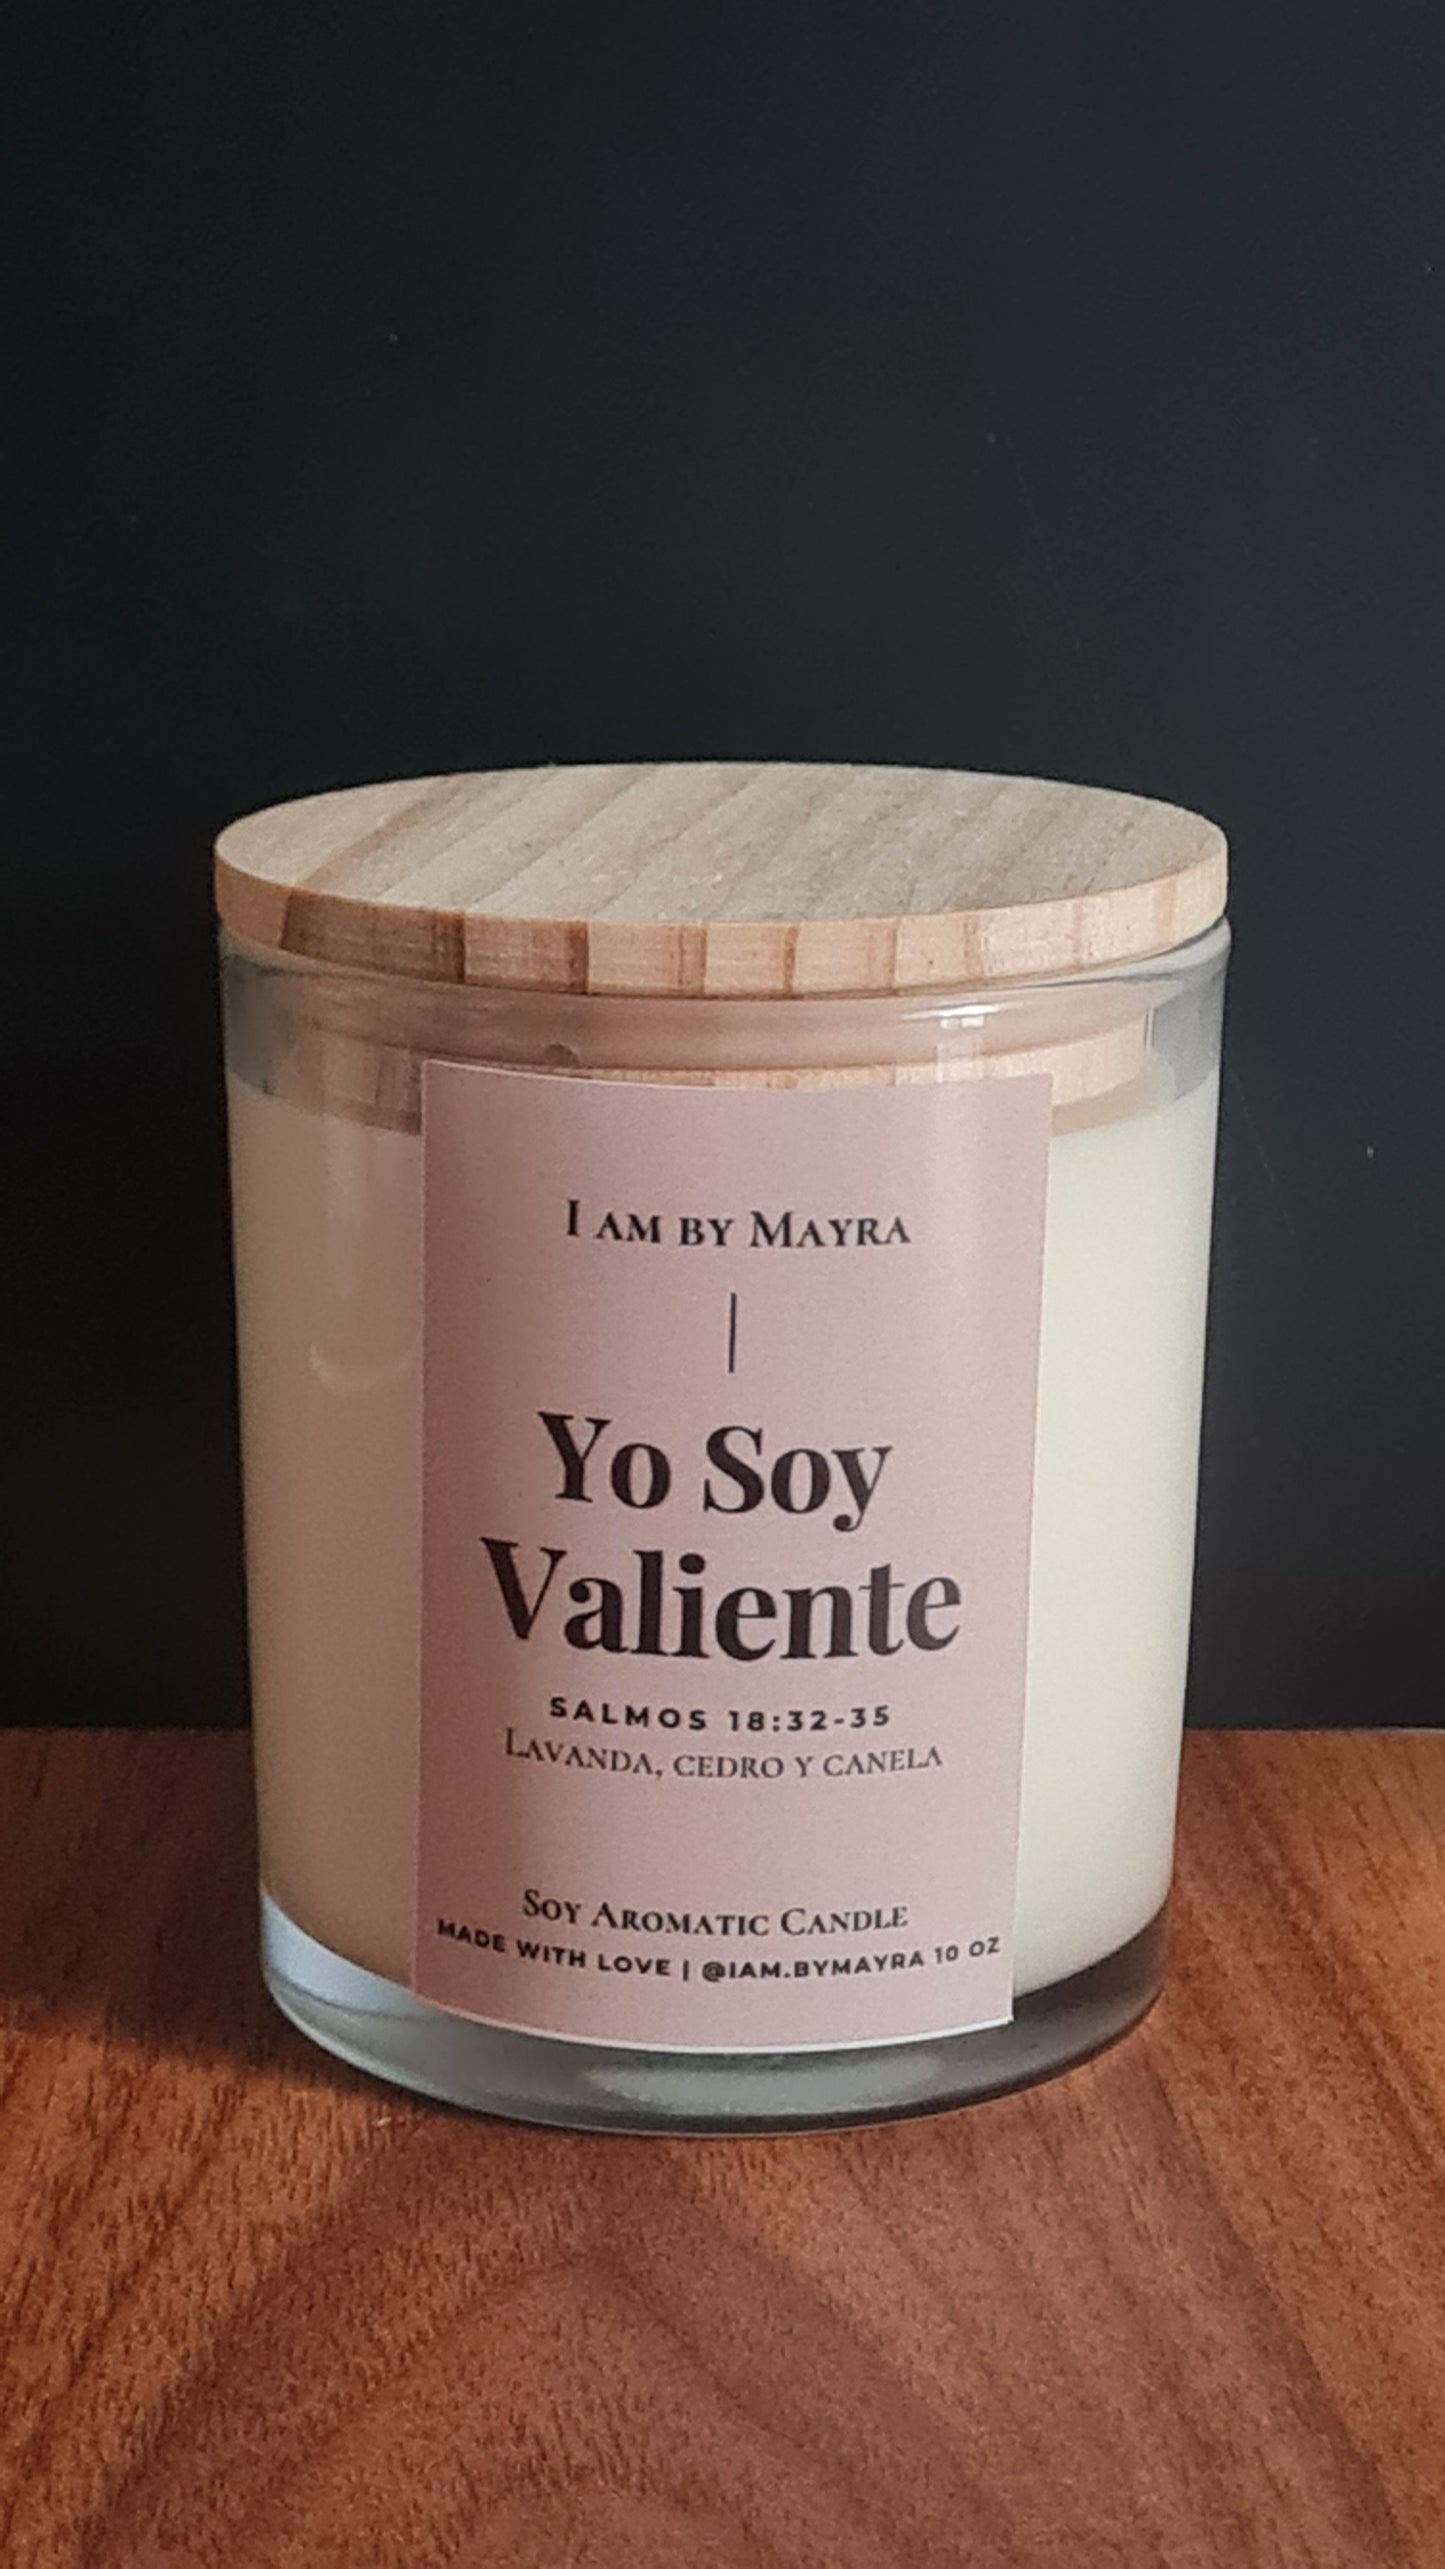 I AM BY MAYRA
|
Yo Soy
Valiente
SALMOS 18:32-35
LAVANDA, CEDRO Y CANELA
SOY AROMATIC CANDLE
MADE WITH LOVE | @IAM.BYMAYRA 10 OZ